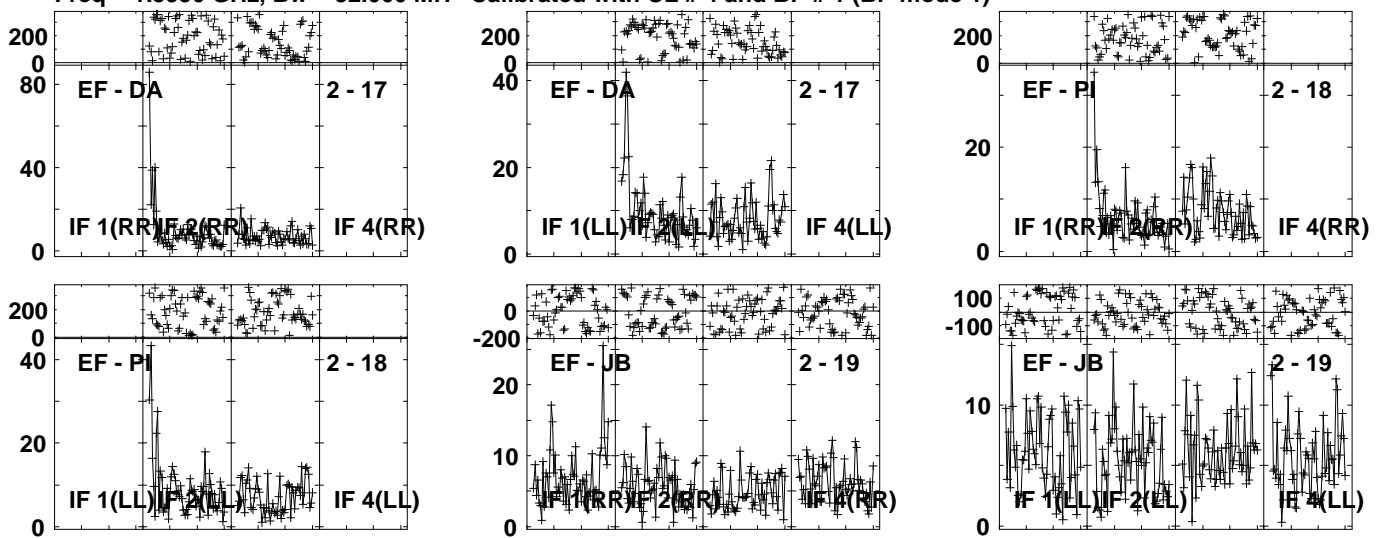 Freq = GHz, Bw = MH Calibrated with CL # and BP # (BP mode 1)
200
0
80
40
0
EF - DA
2 - 17
IF 1(RR)
IF 2(RR)
IF 4(RR)
200
0
40
20
0
EF - DA
2 - 17
IF 1(LL)
IF 2(LL)
IF 4(LL)
200
0
20
0
EF - PI
2 - 18
IF 1(RR)
IF 2(RR)
IF 4(RR)
200
0
40
20
0
EF - PI
2 - 18
IF 1(LL)
IF 2(LL)
IF 4(LL)
0
-200
20
10
0
EF - JB
2 - 19
IF 1(RR)
IF 2(RR)
IF 4(RR)
100
-100
10
0
EF - JB
2 - 19
IF 1(LL)
IF 2(LL)
IF 4(LL)